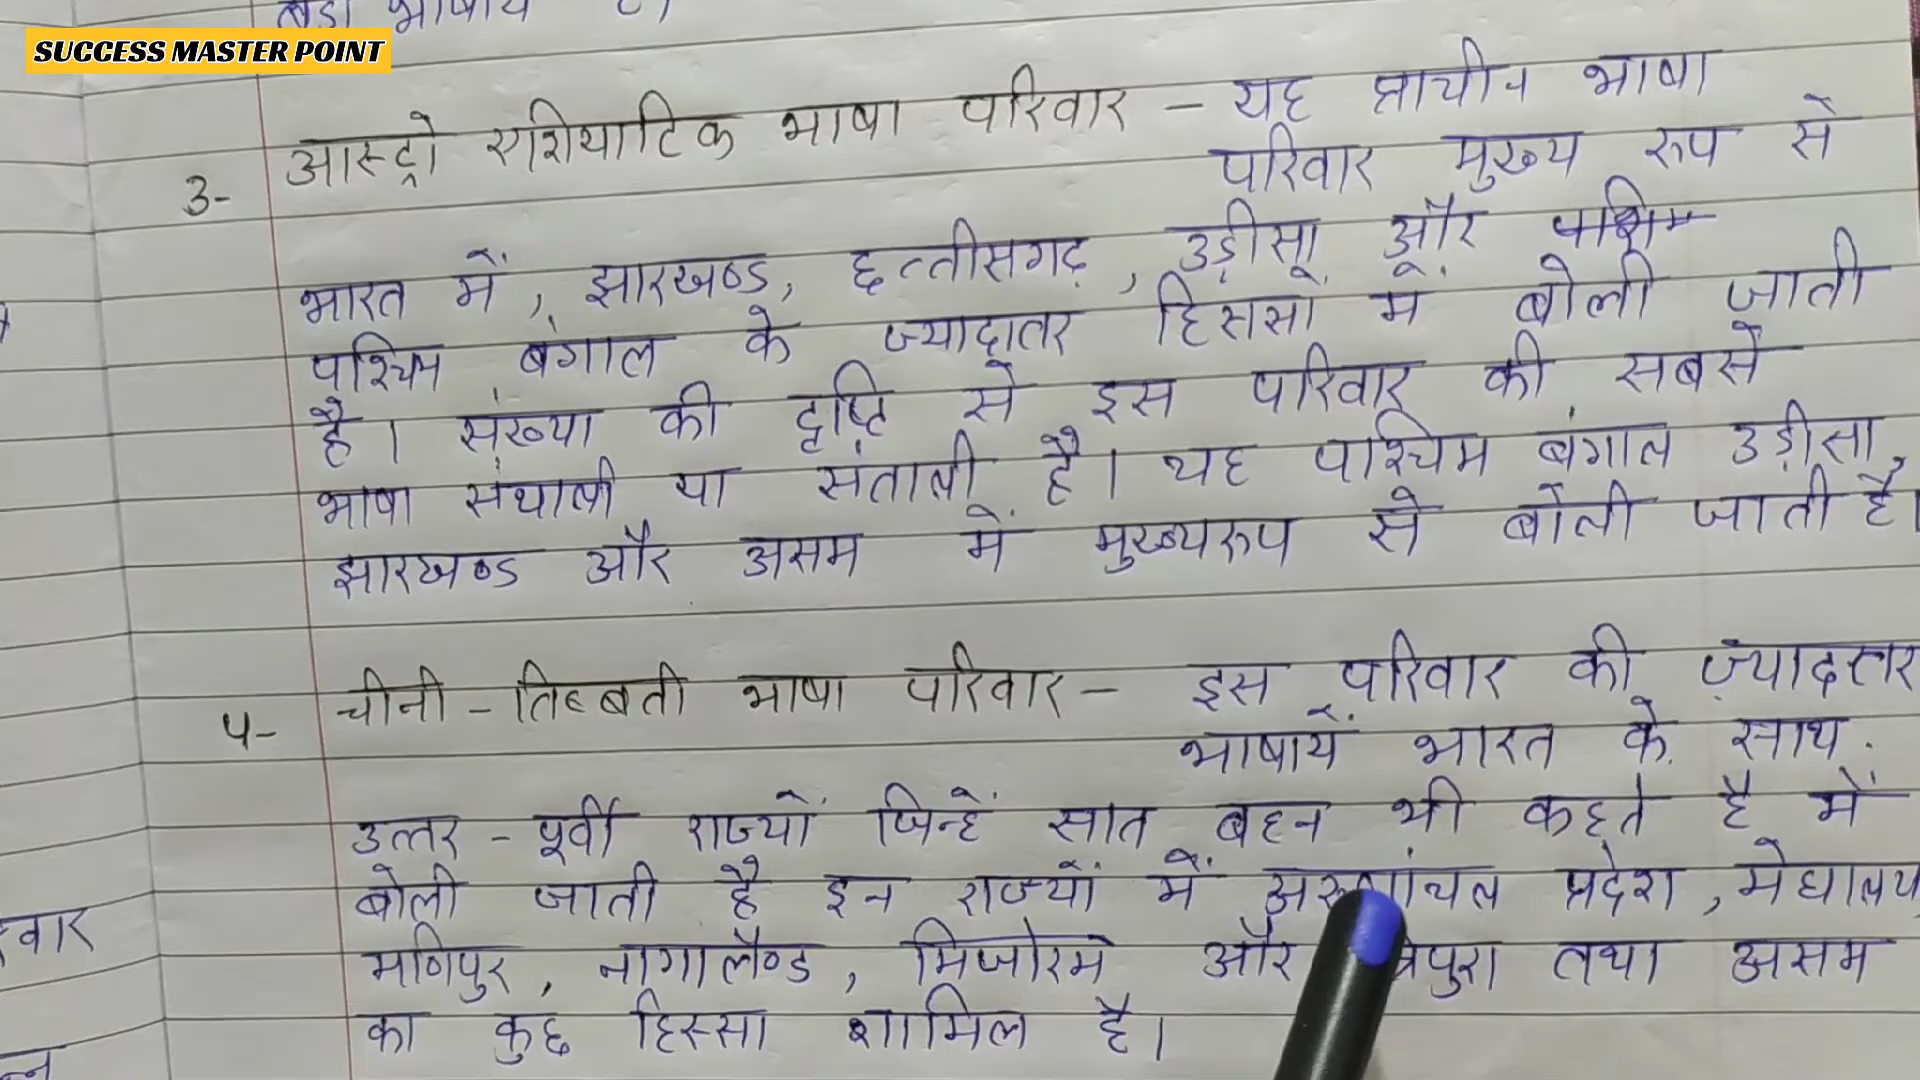 SUCCESS MASTER POINT
बड़ी भाषायें है।
3- आस्ट्रो एशियाटिक भाषा परिवार – यह प्राचीन भाषा
परिवार मुख्य रूप से
भारत में, झारखण्ड, छत्तीसगढ़, उड़ीसा और पश्चिम
पश्चिम बंगाल के ज्यादातर हिससों में बोली जाती
है। संख्या की दृष्टि से इस परिवार की सबसे
भाषा संथाली या संताली है। यह पश्चिम बंगाल उड़ीसा,
झारखण्ड और असम में मुख्यरूप से बोली जाती है।
4- चीनी – तिब्बती भाषा परिवार – इस परिवार की ज़्यादातर
भाषायें भारत के साथ
उत्तर – पूर्वी राज्यों जिन्हें सात बहन भी कहते है में
बोली जाती है इन राज्यों में अरुणांचल प्रदेश, मेघालय
मणिपुर, नागालैण्ड, मिजोरम और त्रिपुरा तथा असम
का कुछ हिस्सा शामिल है।